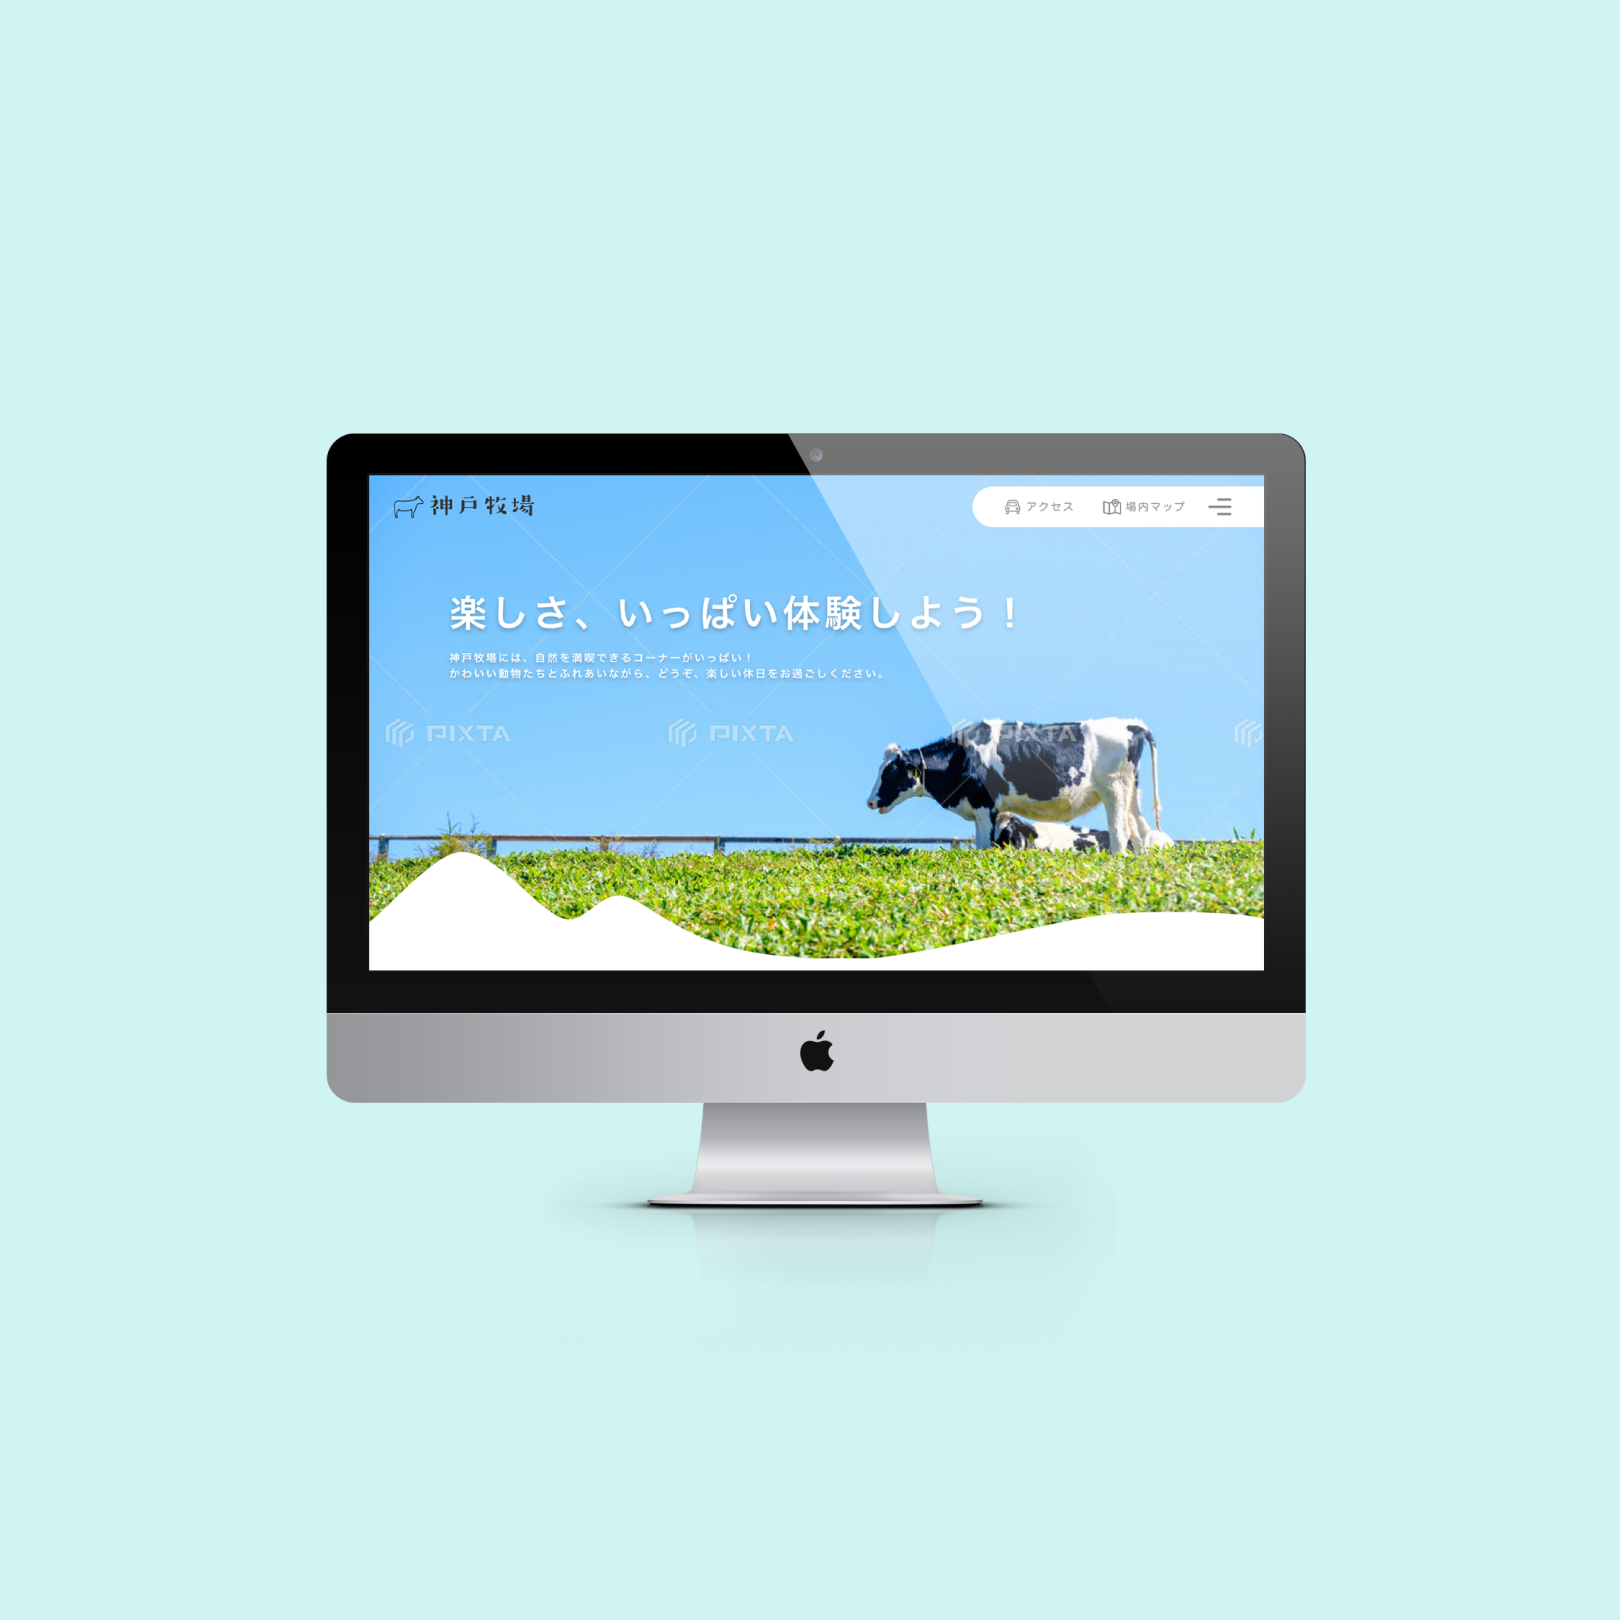 神戸牧場
アクセス
場内マップ
楽しさ、いっぱい体験しよう！
神戸牧場には、自然を満喫できるコーナーがいっぱい！
かわいい動物たちとふれあいながら、どうぞ、楽しい休日をお過ごしください。
PIXTA
PIXTA
PIXTA